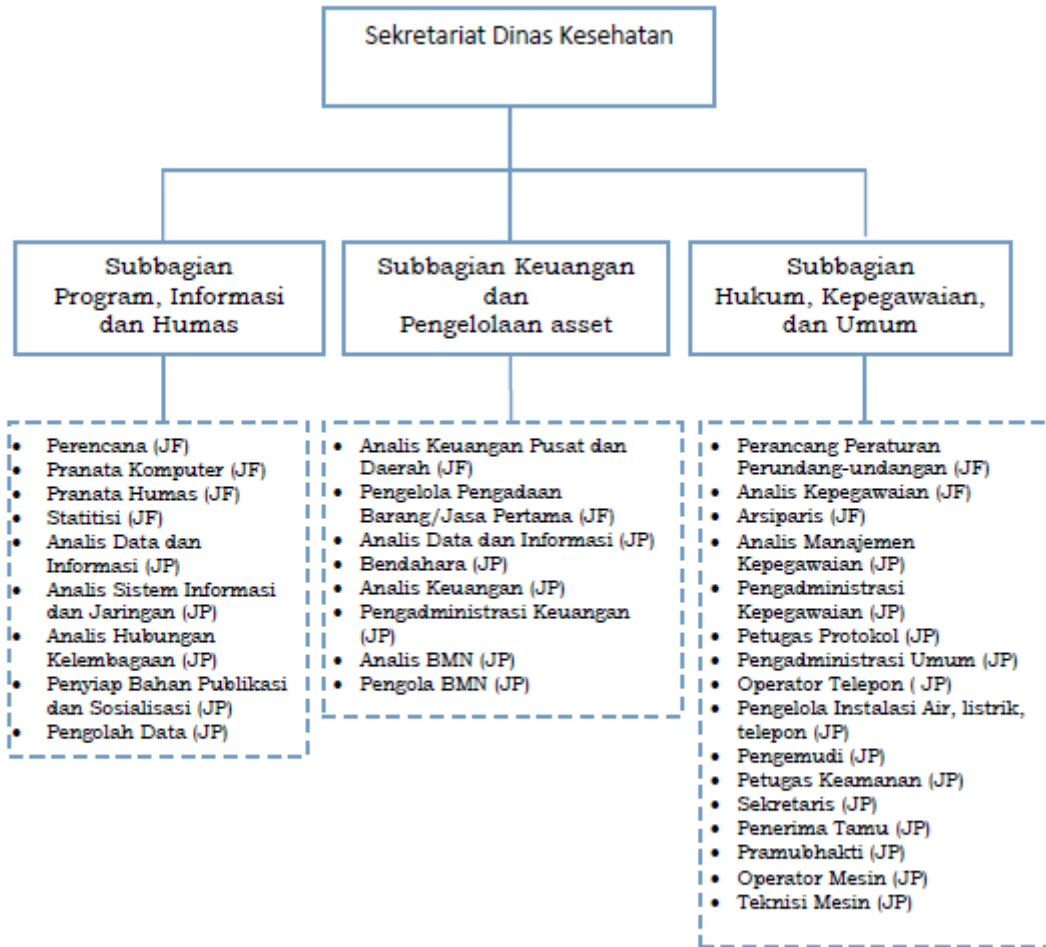 Sekretariat Dinas Kesehatan
Subbagian
Program, Informasi
dan Humas
Subbagian Keuangan
dan
Pengelolaan asset
Subbagian
Hukum, Kepegawaian,
dan Umum
• Perencana (JF)
• Pranata Komputer (JF)
• Pranata Humas (JF)
• Statitisi (JF)
• Analis Data dan
Informasi (JP)
• Analis Sistem Informasi
dan Jaringan (JP)
• Analis Hubungan
Kelembagaan (JP)
• Penyiap Bahan Publikasi
dan Sosialisasi (JP)
• Pengolah Data (JP)
• Analis Keuangan Pusat dan
Daerah (JF)
• Pengelola Pengadaan
Barang/Jasa Pertama (JF)
• Analis Data dan Informasi (JP)
• Bendahara (JP)
• Analis Keuangan (JP)
• Pengadministrasi Keuangan
(JP)
• Analis BMN (JP)
• Pengola BMN (JP)
• Perancang Peraturan
Perundang-undangan (JF)
• Analis Kepegawaian (JF)
• Arsiparis (JF)
• Analis Manajemen
Kepegawaian (JP)
• Pengadministrasi
Kepegawaian (JP)
• Petugas Protokol (JP)
• Pengadministrasi Umum (JP)
• Operator Telepon ( JP)
• Pengelola Instalasi Air, listrik,
telepon (JP)
• Pengemudi (JP)
• Petugas Keamanan (JP)
• Sekretaris (JP)
• Penerima Tamu (JP)
• Pramubhakti (JP)
• Operator Mesin (JP)
• Teknisi Mesin (JP)